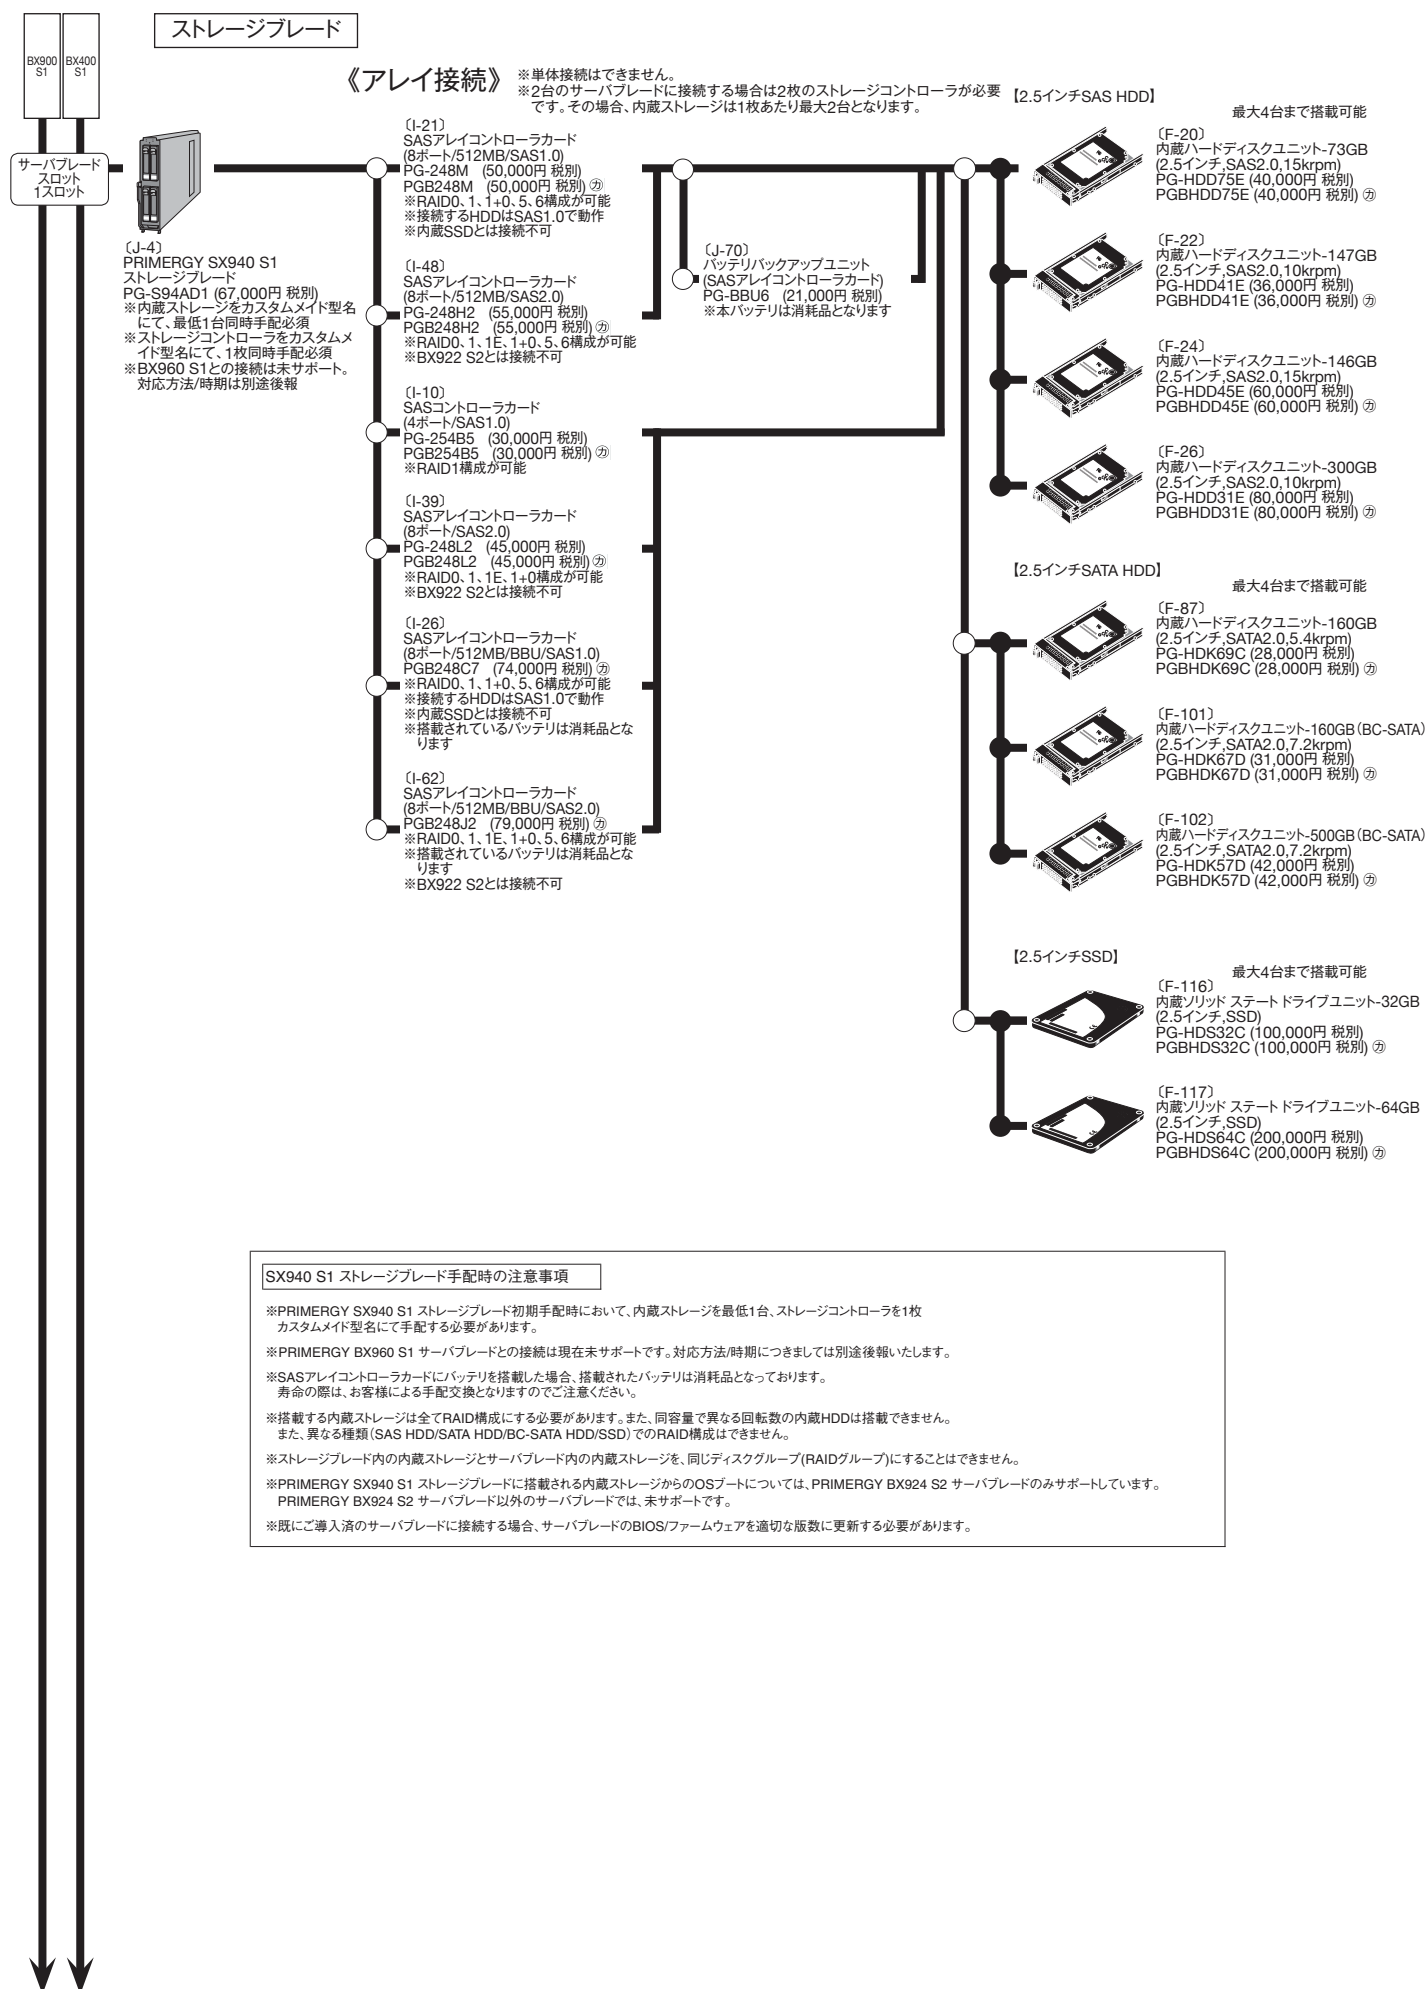 BX900
S1
BX400
S1
ストレージブレード
サーバブレード
スロット
1スロット
〔J-4〕
PRIMERGY SX940 S1
ストレージブレード
PG-S94AD1 (67,000円 税別)
※内蔵ストレージをカスタムメイド型名
にて、最低1台同時手配必須
※ストレージコントローラをカスタムメ
イド型名にて、1枚同時手配必須
※BX960 S1との接続は未サポート。
対応方法/時期は別途後報
《アレイ接続》
※単体接続はできません。
※2台のサーバブレードに接続する場合は2枚のストレージコントローラが必要
です。その場合、内蔵ストレージは1枚あたり最大2台となります。
〔I-21〕
SASアレイコントローラカード
(8ポート/512MB/SAS1.0)
PG-248M (50,000円 税別)
PGB248M (50,000円 税別) ㋕
※RAID0、1、1+0、5、6構成が可能
※接続するHDDはSAS1.0で動作
※内蔵SSDとは接続不可
〔I-48〕
SASアレイコントローラカード
(8ポート/512MB/SAS2.0)
PG-248H2 (55,000円 税別)
PGB248H2 (55,000円 税別) ㋕
※RAID0、1、1E、1+0、5、6構成が可能
※BX922 S2とは接続不可
〔I-10〕
SASコントローラカード
(4ポート/SAS1.0)
PG-254B5 (30,000円 税別)
PGB254B5 (30,000円 税別) ㋕
※RAID1構成が可能
〔I-39〕
SASアレイコントローラカード
(8ポート/SAS2.0)
PG-248L2 (45,000円 税別)
PGB248L2 (45,000円 税別) ㋕
※RAID0、1、1E、1+0構成が可能
※BX922 S2とは接続不可
〔I-26〕
SASアレイコントローラカード
(8ポート/512MB/BBU/SAS1.0)
PGB248C7 (74,000円 税別) ㋕
※RAID0、1、1+0、5、6構成が可能
※接続するHDDはSAS1.0で動作
※内蔵SSDとは接続不可
※搭載されているバッテリは消耗品とな
ります
〔I-62〕
SASアレイコントローラカード
(8ポート/512MB/BBU/SAS2.0)
PGB248J2 (79,000円 税別) ㋕
※RAID0、1、1E、1+0、5、6構成が可能
※搭載されているバッテリは消耗品とな
ります
※BX922 S2とは接続不可
〔J-70〕
バッテリバックアップユニット
(SASアレイコントローラカード)
PG-BBU6 (21,000円 税別)
※本バッテリは消耗品となります
【2.5インチSAS HDD】
最大4台まで搭載可能
〔F-20〕
内蔵ハードディスクユニット-73GB
(2.5インチ,SAS2.0,15krpm)
PG-HDD75E (40,000円 税別)
PGBHDD75E (40,000円 税別) ㋕
〔F-22〕
内蔵ハードディスクユニット-147GB
(2.5インチ,SAS2.0,10krpm)
PG-HDD41E (36,000円 税別)
PGBHDD41E (36,000円 税別) ㋕
〔F-24〕
内蔵ハードディスクユニット-146GB
(2.5インチ,SAS2.0,15krpm)
PG-HDD45E (60,000円 税別)
PGBHDD45E (60,000円 税別) ㋕
〔F-26〕
内蔵ハードディスクユニット-300GB
(2.5インチ,SAS2.0,10krpm)
PG-HDD31E (80,000円 税別)
PGBHDD31E (80,000円 税別) ㋕
【2.5インチSATA HDD】
最大4台まで搭載可能
〔F-87〕
内蔵ハードディスクユニット-160GB
(2.5インチ,SATA2.0,5.4krpm)
PG-HDK69C (28,000円 税別)
PGBHDK69C (28,000円 税別) ㋕
〔F-101〕
内蔵ハードディスクユニット-160GB(BC-SATA)
(2.5インチ,SATA2.0,7.2krpm)
PG-HDK67D (31,000円 税別)
PGBHDK67D (31,000円 税別) ㋕
〔F-102〕
内蔵ハードディスクユニット-500GB(BC-SATA)
(2.5インチ,SATA2.0,7.2krpm)
PG-HDK57D (42,000円 税別)
PGBHDK57D (42,000円 税別) ㋕
【2.5インチSSD】
最大4台まで搭載可能
〔F-116〕
内蔵ソリッド ステートドライブユニット-32GB
(2.5インチ,SSD)
PG-HDS32C (100,000円 税別)
PGBHDS32C (100,000円 税別) ㋕
〔F-117〕
内蔵ソリッド ステートドライブユニット-64GB
(2.5インチ,SSD)
PG-HDS64C (200,000円 税別)
PGBHDS64C (200,000円 税別) ㋕
SX940 S1 ストレージブレード手配時の注意事項
※PRIMERGY SX940 S1 ストレージブレード初期手配時において、内蔵ストレージを最低1台、ストレージコントローラを1枚
カスタムメイド型名にて手配する必要があります。
※PRIMERGY BX960 S1 サーバブレードとの接続は現在未サポートです。対応方法/時期につきましては別途後報いたします。
※SASアレイコントローラカードにバッテリを搭載した場合、搭載されたバッテリは消耗品となっております。
寿命の際は、お客様による手配交換となりますのでご注意ください。
※搭載する内蔵ストレージは全てRAID構成にする必要があります。また、同容量で異なる回転数の内蔵HDDは搭載できません。
また、異なる種類(SAS HDD/SATA HDD/BC-SATA HDD/SSD)でのRAID構成はできません。
※ストレージブレード内の内蔵ストレージとサーバブレード内の内蔵ストレージを、同じディスクグループ(RAIDグループ)にすることはできません。
※PRIMERGY SX940 S1 ストレージブレードに搭載される内蔵ストレージからのOSブートについては、PRIMERGY BX924 S2 サーバブレードのみサポートしています。
PRIMERGY BX924 S2 サーバブレード以外のサーバブレードでは、未サポートです。
※既にご導入済のサーバブレードに接続する場合、サーバブレードのBIOS/ファームウェアを適切な版数に更新する必要があります。